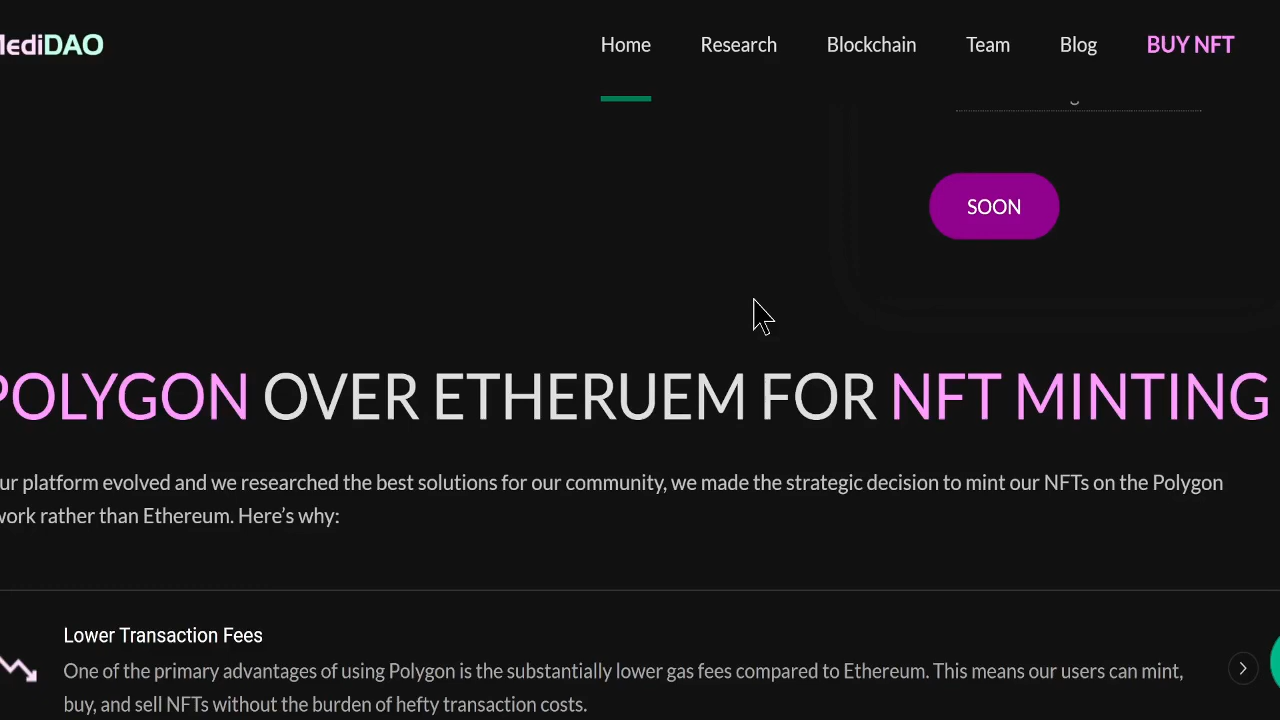 MediDAO
Home Research Blockchain Team Blog BUY NFT
SOON
POLYGON OVER ETHERUEM FOR NFT MINTING
ur platform evolved and we researched the best solutions for our community, we made the strategic decision to mint our NFTs on the Polygon
work rather than Ethereum. Here’s why:
Lower Transaction Fees
One of the primary advantages of using Polygon is the substantially lower gas fees compared to Ethereum. This means our users can mint,
buy, and sell NFTs without the burden of hefty transaction costs.